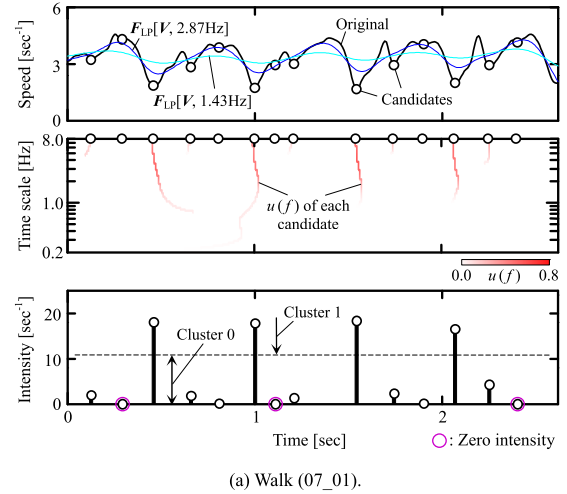 (a)
6
3
0
Speed [sec⁻¹]
F_LP[V, 2.87Hz]
Original
F_LP[V, 1.43Hz]
Candidates
8.0
1.0
0.2
Time scale [Hz]
u(f) of each
candidate
0.0 u(f) 0.8
20
10
0
Intensity [sec⁻¹]
Cluster 0
Cluster 1
0 1 2
Time [sec]
: Zero intensity
(a) Walk (07_01).